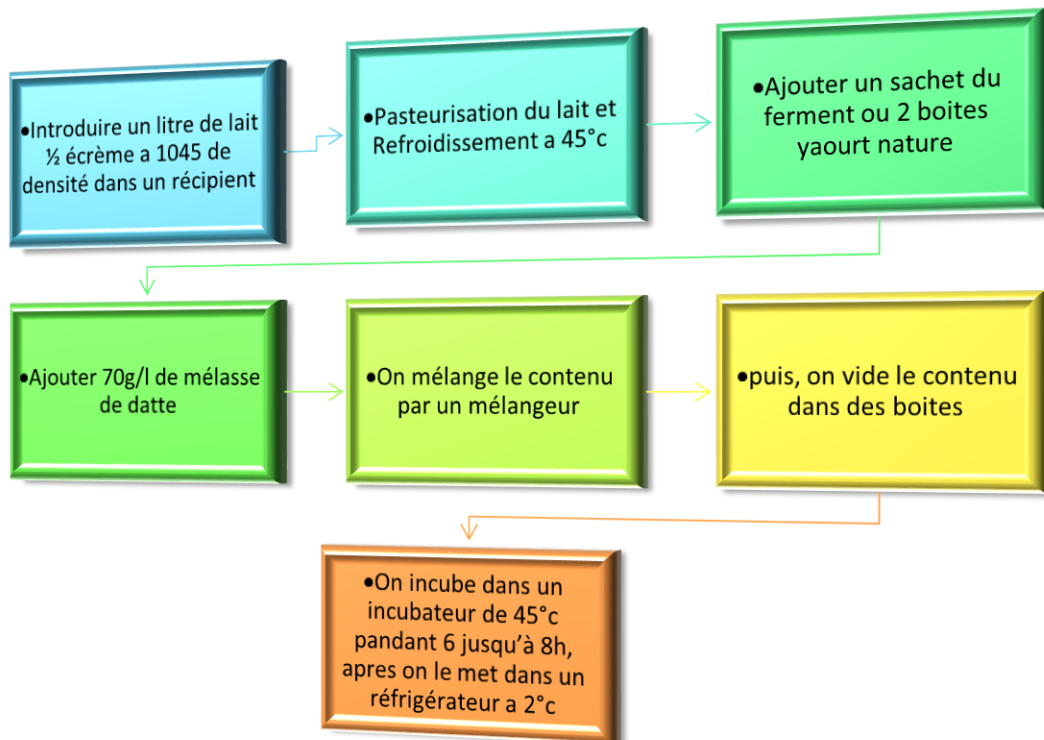 •Introduire un litre de lait
½ écrème a 1045 de
densité dans un récipient
•Pasteurisation du lait et
Refroidissement a 45°c
•Ajouter un sachet du
ferment ou 2 boites
yaourt nature
•Ajouter 70g/l de mélasse
de datte
•On mélange le contenu
par un mélangeur
•puis, on vide le contenu
dans des boites
•On incube dans un
incubateur de 45°c
pandant 6 jusqu’à 8h,
apres on le met dans un
réfrigérateur a 2°c